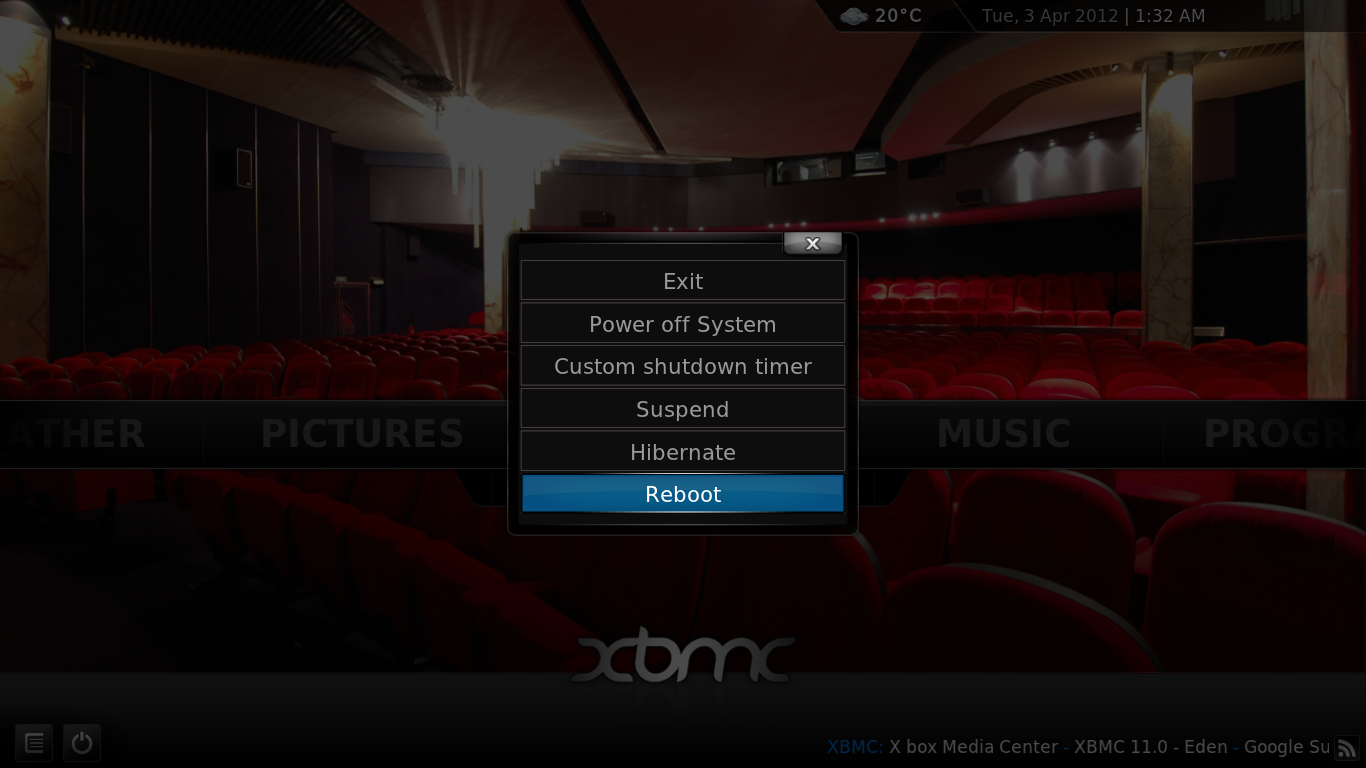 20°C
Tue, 3 Apr 2012 | 1:32 AM
x
Exit
Power off System
Custom shutdown timer
Suspend
Hibernate
Reboot
ATHER PICTURES MUSIC PROGRA
xbmc
XBMC: X box Media Center - XBMC 11.0 - Eden - Google Su